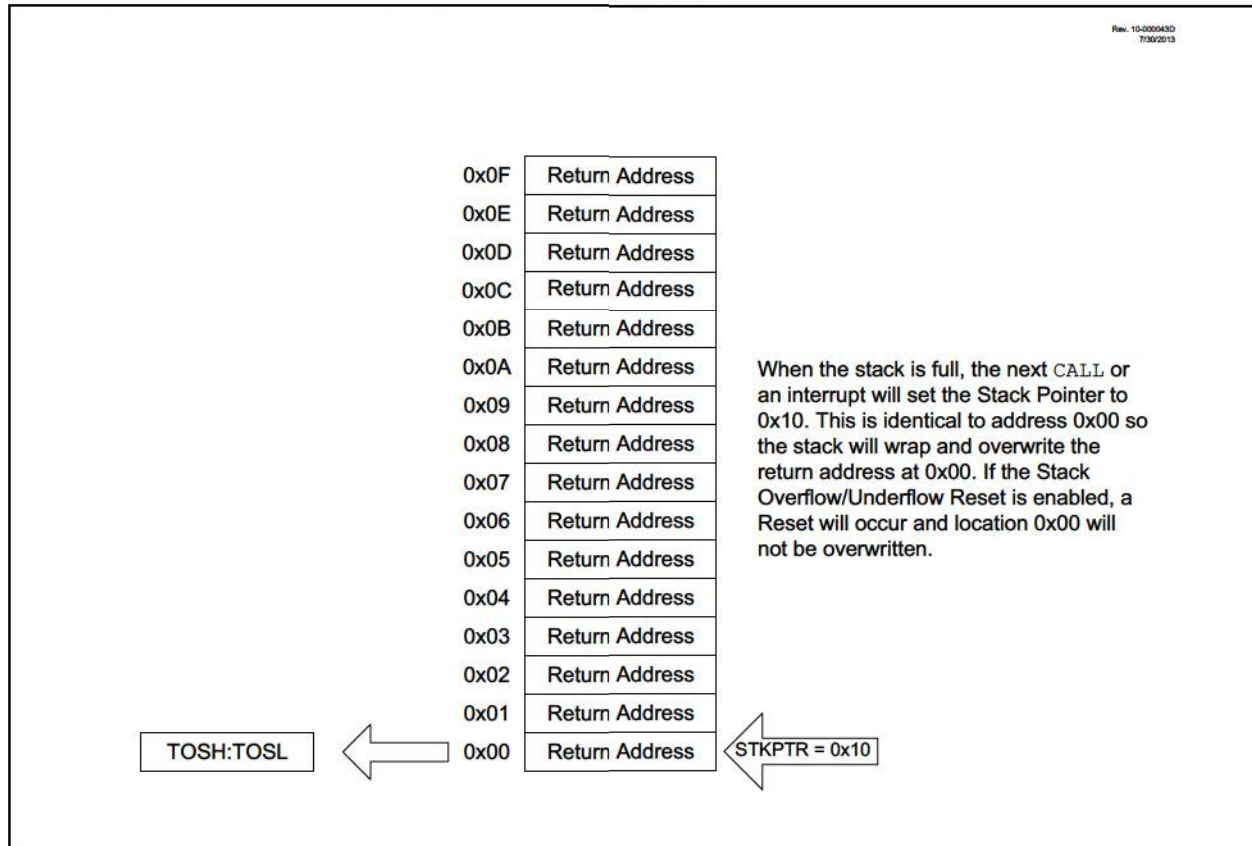 Rev. 10-000043D
7/30/2013
0x0F Return Address
0x0E Return Address
0x0D Return Address
0x0C Return Address
0x0B Return Address
0x0A Return Address
0x09 Return Address
0x08 Return Address
0x07 Return Address
0x06 Return Address
0x05 Return Address
0x04 Return Address
0x03 Return Address
0x02 Return Address
0x01 Return Address
TOSH:TOSL 0x00 Return Address STKPTR = 0x10
When the stack is full, the next CALL or
an interrupt will set the Stack Pointer to
0x10. This is identical to address 0x00 so
the stack will wrap and overwrite the
return address at 0x00. If the Stack
Overflow/Underflow Reset is enabled, a
Reset will occur and location 0x00 will
not be overwritten.